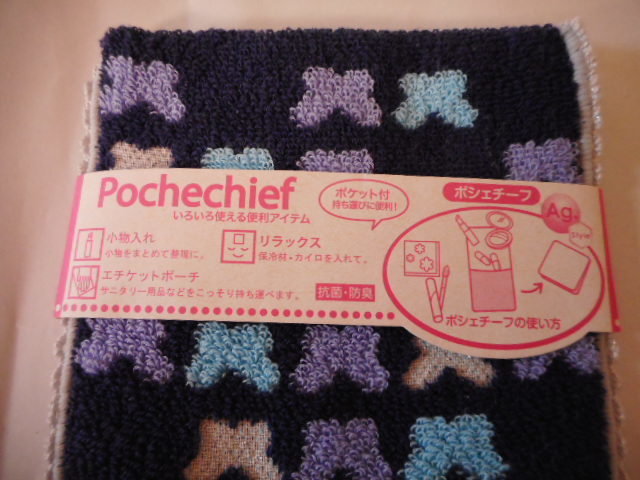 Pochechief
いろいろ使える便利アイテム
ポケット付
持ち運びに便利!
小物入れ
小物をまとめて整理に。
リラックス
保冷材・カイロを入れて。
エチケットポーチ
サニタリー用品などをこっそり持ち運べます。
抗菌・防臭
ポシェチーフ
Ag+
Style
ポシェチーフの使い方